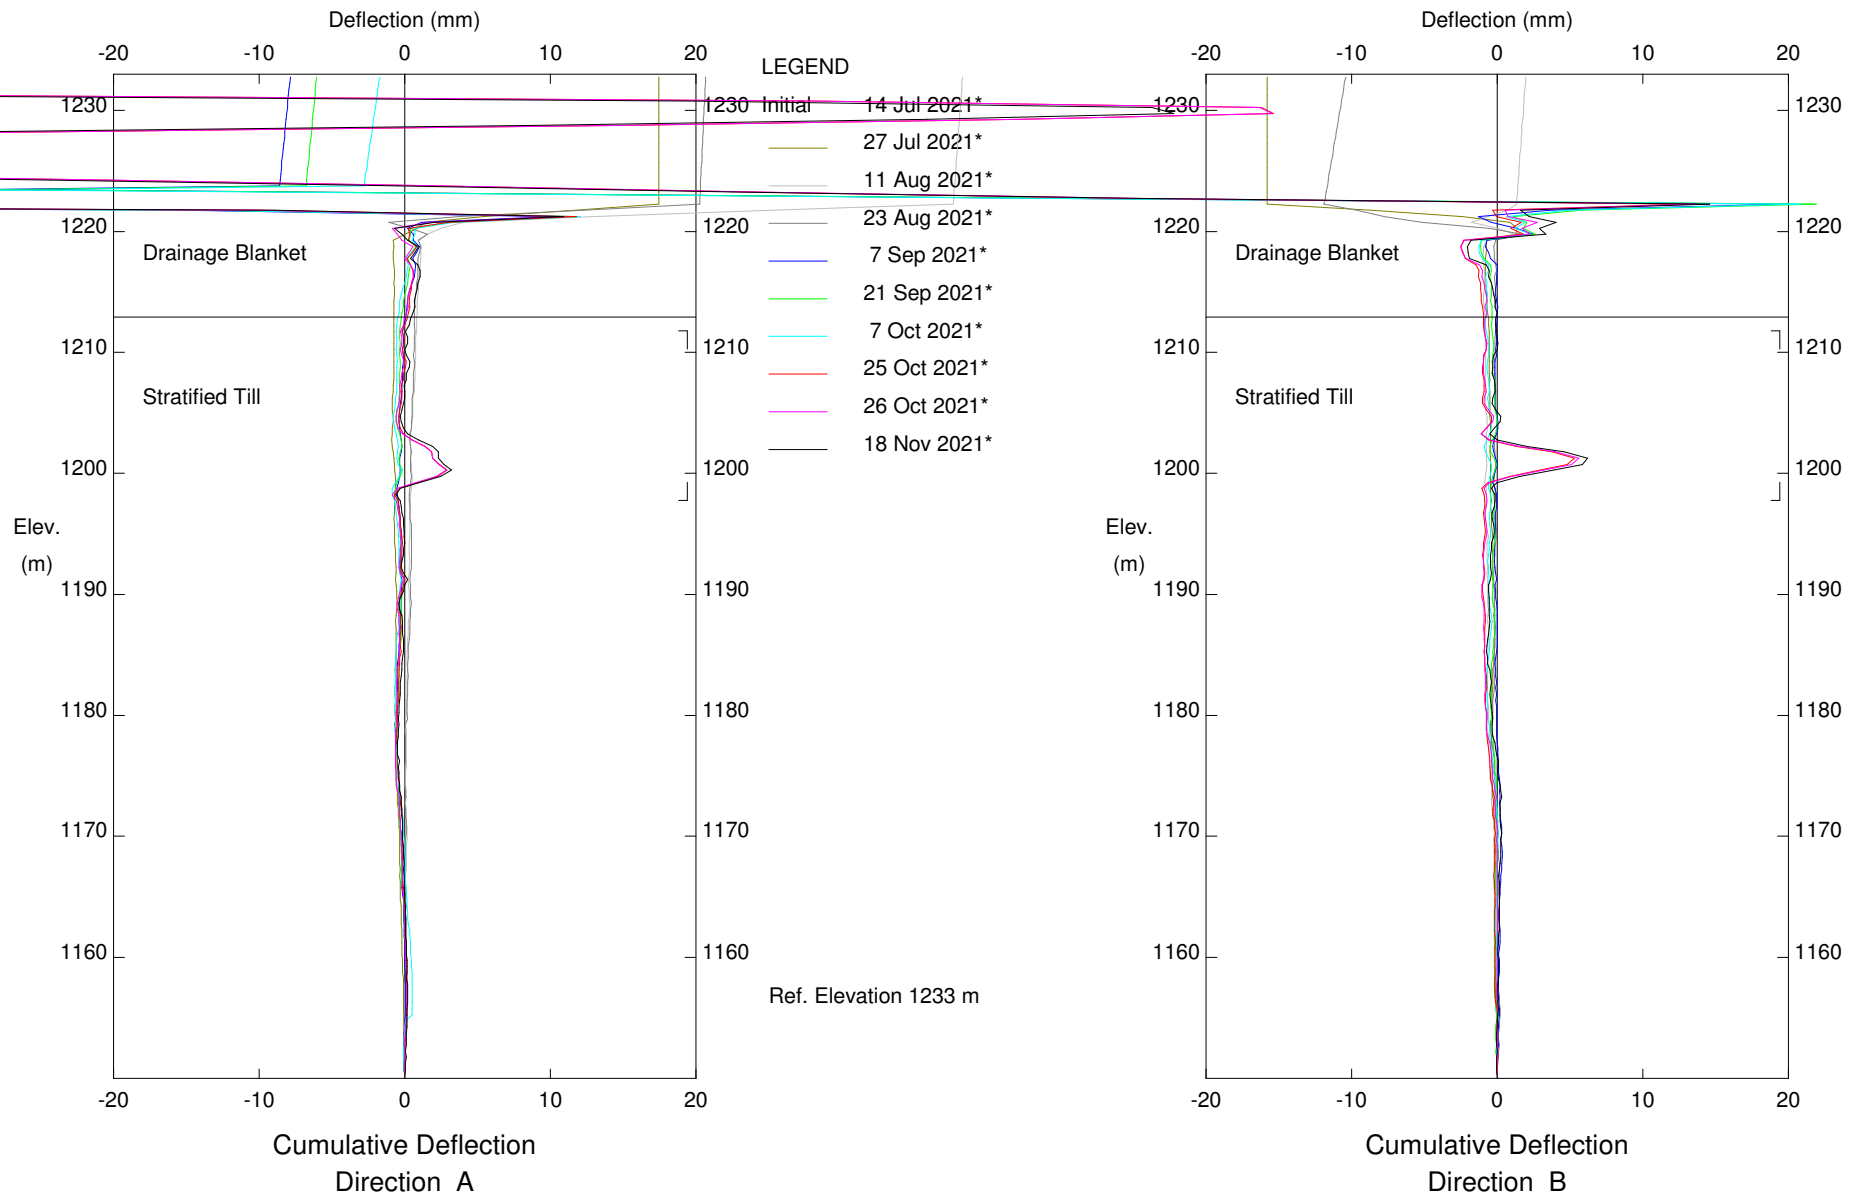 Deflection (mm)
-20 -10 0 10 20
LEGEND
Initial 14 Jul 2021*
27 Jul 2021*
11 Aug 2021*
23 Aug 2021*
7 Sep 2021*
21 Sep 2021*
7 Oct 2021*
25 Oct 2021*
26 Oct 2021*
18 Nov 2021*
Ref. Elevation 1233 m
1230 1230
1220 1220
Drainage Blanket
1210 1210
Stratified Till
1200 1200
Elev.
(m)
1190 1190
1180 1180
1170 1170
1160 1160
-20 -10 0 10 20
Cumulative Deflection
Direction A
Deflection (mm)
-20 -10 0 10 20
1230 1230
1220 1220
Drainage Blanket
1210 1210
Stratified Till
1200 1200
Elev.
(m)
1190 1190
1180 1180
1170 1170
1160 1160
-20 -10 0 10 20
Cumulative Deflection
Direction B